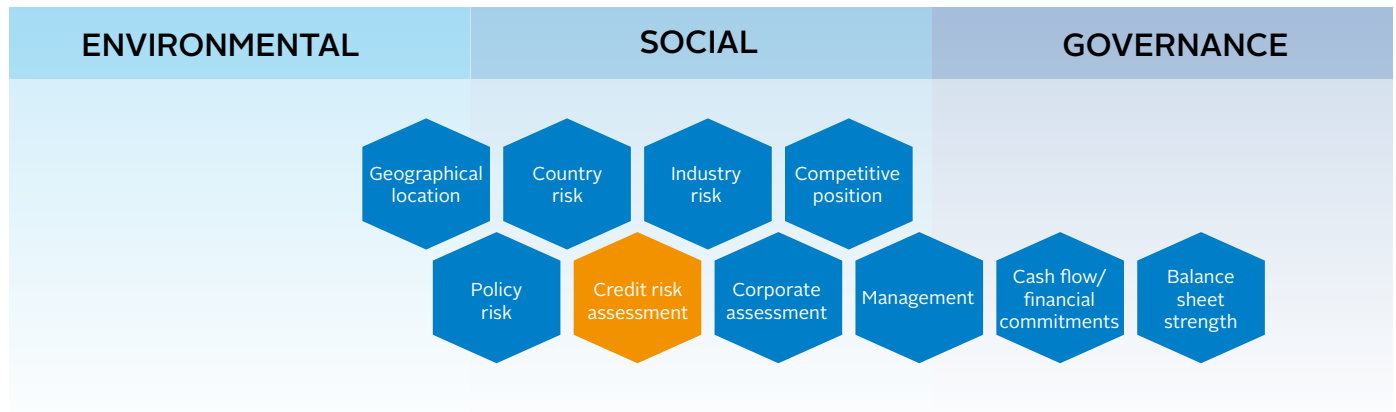 ENVIRONMENTAL
SOCIAL
GOVERNANCE
Geographical
location
Country
risk
Industry
risk
Competitive
position
Policy
risk
Credit risk
assessment
Corporate
assessment
Management
Cash flow/
financial
commitments
Balance
sheet
strength